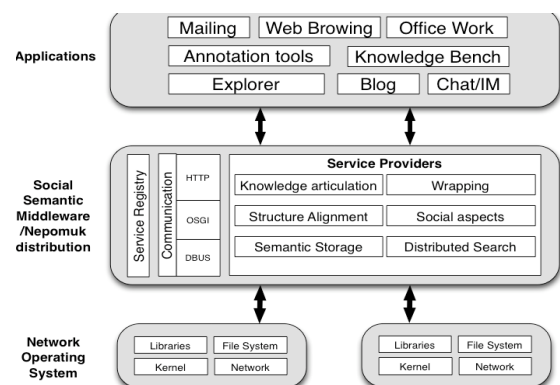 Applications
Mailing
Web Browing
Office Work
Annotation tools
Knowledge Bench
Explorer
Blog
Chat/IM
Social
Semantic
Middleware
/Nepomuk
distribution
Service Registry
Communication
HTTP
OSGI
DBUS
Service Providers
Knowledge articulation
Wrapping
Structure Alignment
Social aspects
Semantic Storage
Distributed Search
Network
Operating
System
Libraries
File System
Kernel
Network
Libraries
File System
Kernel
Network